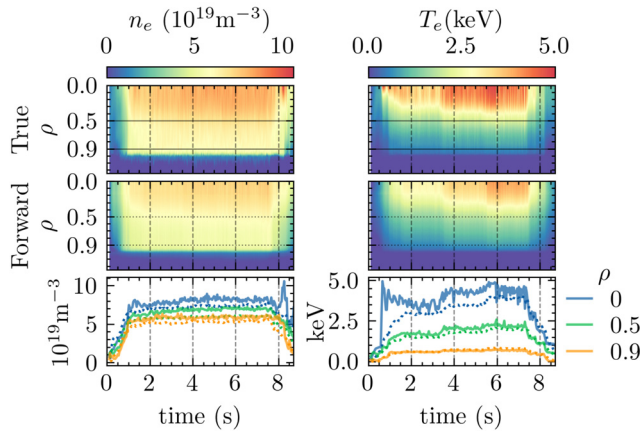 n_e (10^{19}m^{-3})
T_e(keV)
0 5 10
0.0 2.5 5.0
True
ρ
0.0
0.5
0.9
Forward
ρ
0.0
0.5
0.9
10^{19}m^{-3}
10
5
0
0 2 4 6 8
time (s)
keV
5.0
2.5
0.0
0 2 4 6 8
time (s)
ρ
0
0.5
0.9